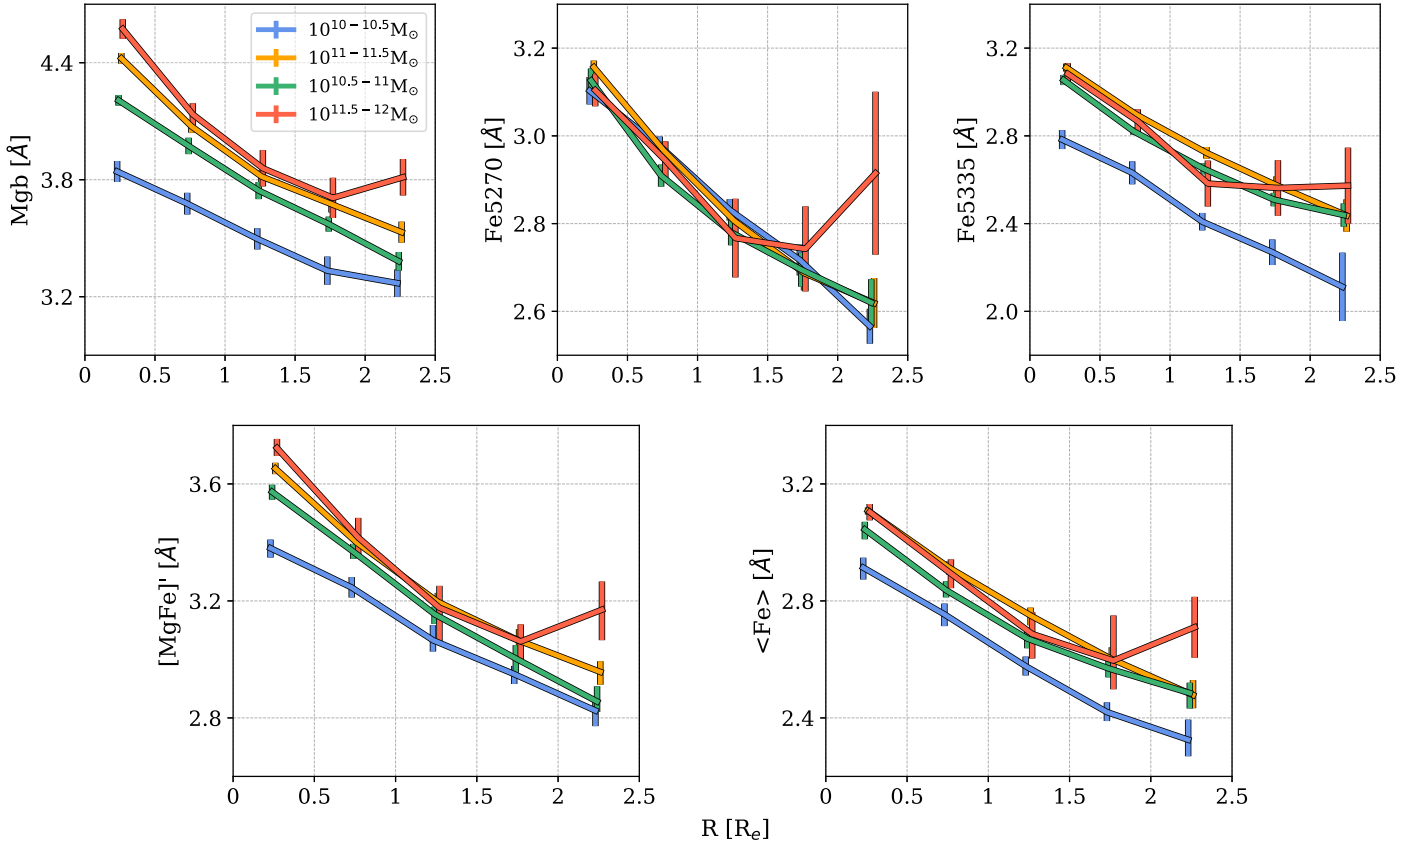 Mgb [Å]
4.4
3.8
3.2
0 0.5 1 1.5 2 2.5
10^{10−10.5}M_⊙
10^{11−11.5}M_⊙
10^{10.5−11}M_⊙
10^{11.5−12}M_⊙
Fe5270 [Å]
3.2
3.0
2.8
2.6
0 0.5 1 1.5 2 2.5
Fe5335 [Å]
3.2
2.8
2.4
2.0
0 0.5 1 1.5 2 2.5
[MgFe]' [Å]
3.6
3.2
2.8
0 0.5 1 1.5 2 2.5
<Fe> [Å]
3.2
2.8
2.4
0 0.5 1 1.5 2 2.5
R [R_e]